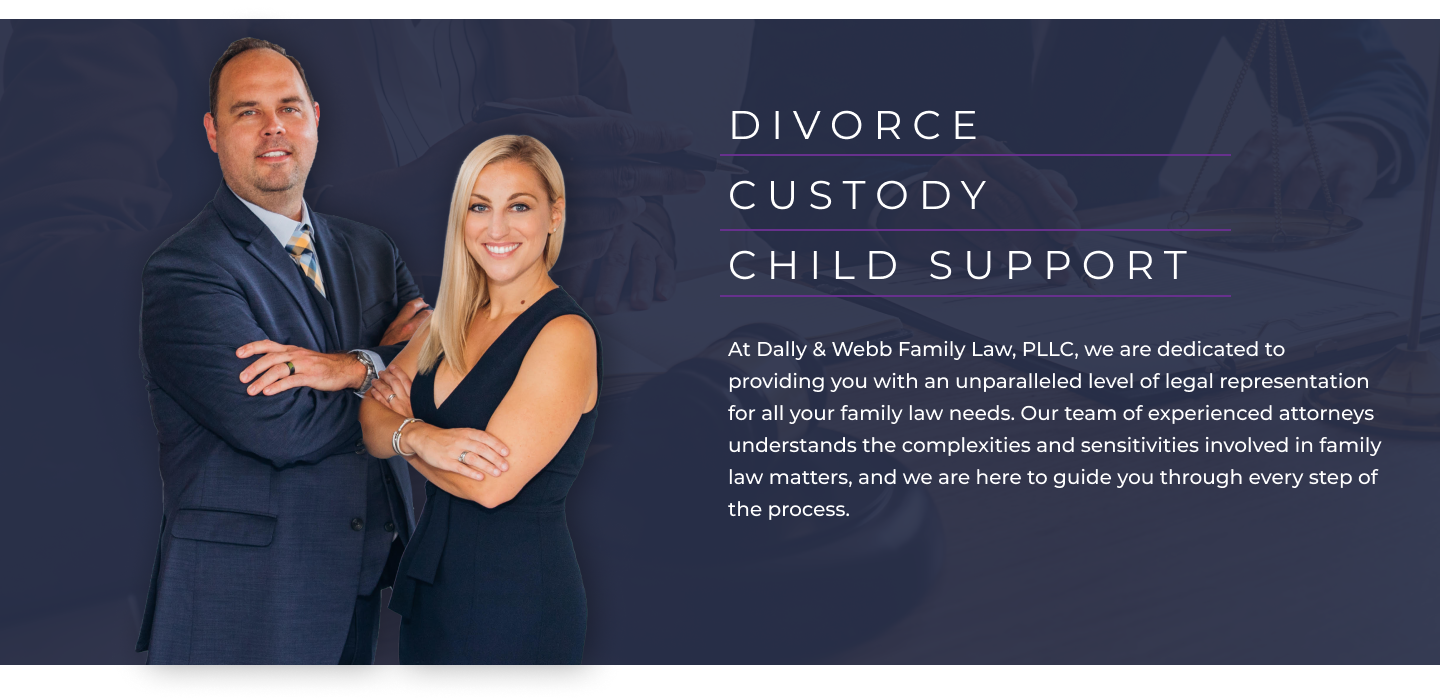 DIVORCE
CUSTODY
CHILD SUPPORT
At Dally & Webb Family Law, PLLC, we are dedicated to
providing you with an unparalleled level of legal representation
for all your family law needs. Our team of experienced attorneys
understands the complexities and sensitivities involved in family
law matters, and we are here to guide you through every step of
the process.